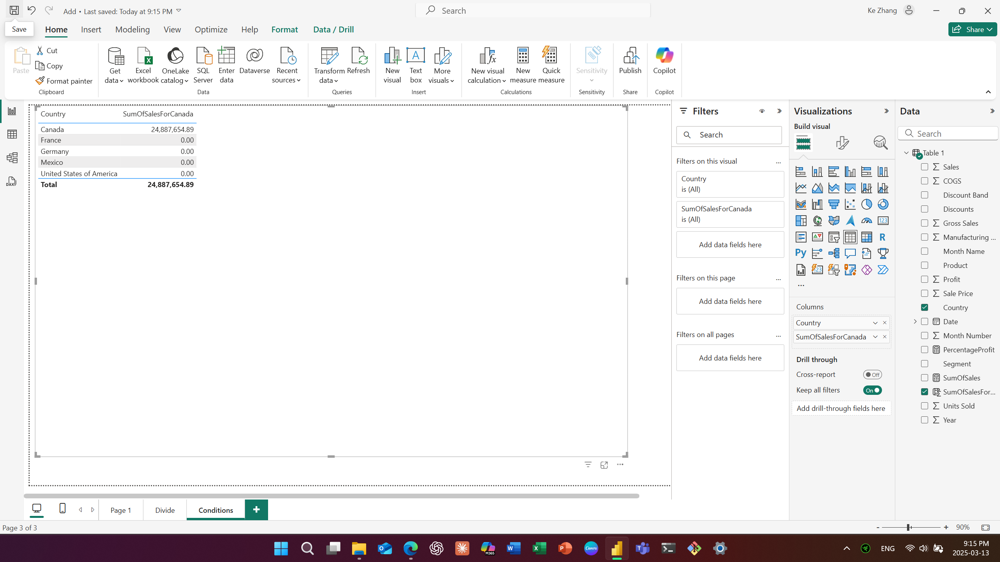 Add • Last saved: Today at 9:15 PM
Search
Ke Zhang
Save
Home
Insert
Modeling
View
Optimize
Help
Format
Data / Drill
Share
Paste
Cut
Copy
Format painter
Clipboard
Get data
Excel workbook
OneLake catalog
SQL Server
Enter data
Dataverse
Recent sources
Data
Transform data
Refresh
Queries
New visual
Text box
More visuals
Insert
New visual calculation
New measure
Quick measure
Calculations
Sensitivity
Sensitivity
Publish
Share
Copilot
Copilot
Country SumOfSalesForCanada
Canada 24,887,654.89
France 0.00
Germany 0.00
Mexico 0.00
United States of America 0.00
Total 24,887,654.89
Filters
Search
Filters on this visual
Country
is (All)
SumOfSalesForCanada
is (All)
Add data fields here
Filters on this page
Add data fields here
Filters on all pages
Add data fields here
Visualizations
Build visual
123
R
Py
123
Columns
Country
SumOfSalesForCanada
Drill through
Cross-report
Off
Keep all filters
On
Add drill-through fields here
Data
Search
Table 1
Sales
COGS
Discount Band
Discounts
Gross Sales
Manufacturing ...
Month Name
Product
Profit
Sale Price
Country
Date
Month Number
PercentageProfit
Segment
SumOfSales
SumOfSalesFor...
Units Sold
Year
DAX
Page 1
Divide
Conditions
Page 3 of 3
- + 90%
M365
Canva
ENG
9:15 PM
2025-03-13